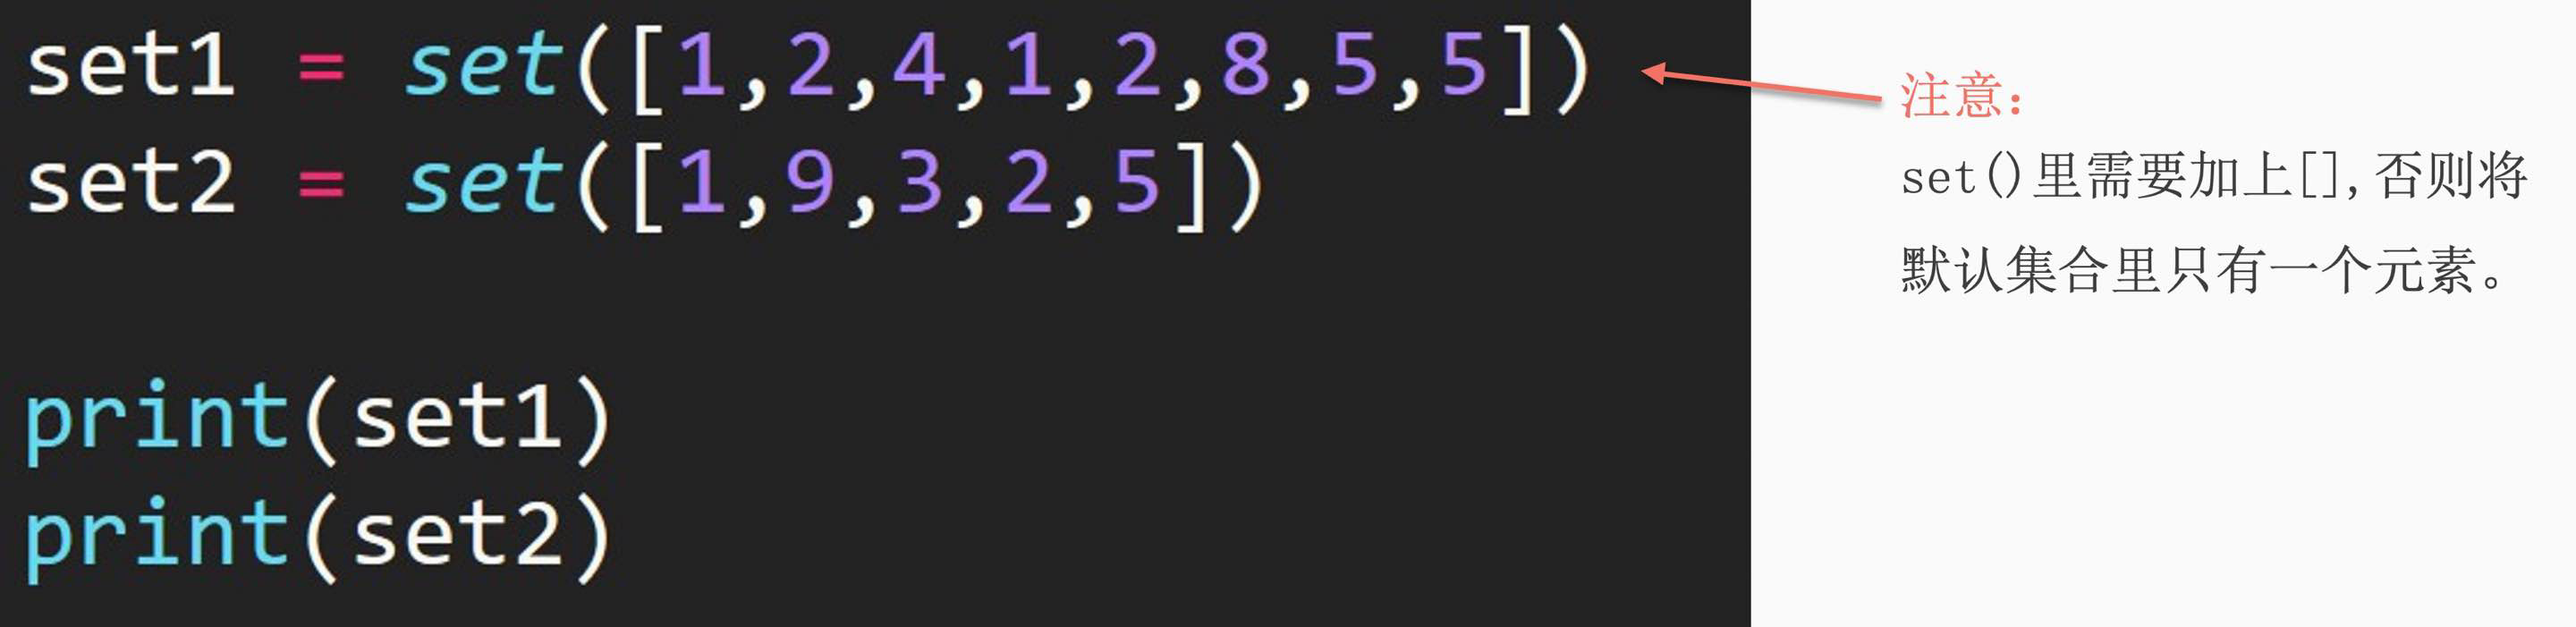 set1 = set([1,2,4,1,2,8,5,5])
set2 = set([1,9,3,2,5])
print(set1)
print(set2)
注意：
set()里需要加上[],否则将
默认集合里只有一个元素。